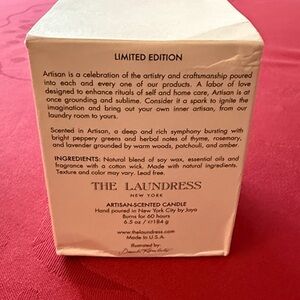 LIMITED EDITION
Artisan is a celebration of the artistry and craftsmanship poured
into each and every one of our products. A labor of love
designed to enhance rituals of self and home care, Artisan is at
once grounding and sublime. Consider it a spark to ignite the
imagination and bring out your own inner artisan, from our
laundry room to yours.
Scented in Artisan, a deep and rich symphony bursting with
bright peppery greens and herbal notes of thyme, rosemary,
and lavender grounded by warm woods, patchouli, and amber.
INGREDIENTS: Natural blend of soy wax, essential oils and
fragrance with a cotton wick. Made with natural ingredients.
Texture and color may vary. Lead free.
THE LAUNDRESS
NEW YORK
ARTISAN-SCENTED CANDLE
Hand poured in New York City by Joya
Burns for 60 hours
6.5 oz / ℮184 g
www.thelaundress.com
Made in U.S.A.
Illustrated by: